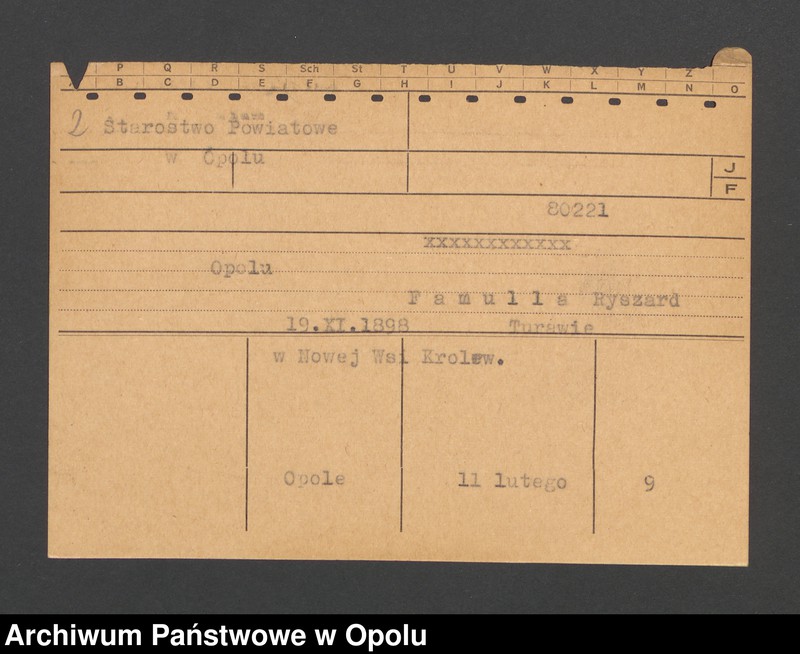 P Q R S Sch St T U V W X Y Z
B C D E F G H I J K L M N O
2 Starostwo Powiatowe
w Opolu
J
F
80221
xxxxxxxxxxxx
Opolu
Famulla Ryszard
19.XI.1898 Turawie
w Nowej Wsi Krolew.
Opole 11 lutego 9
Archiwum Państwowe w Opolu